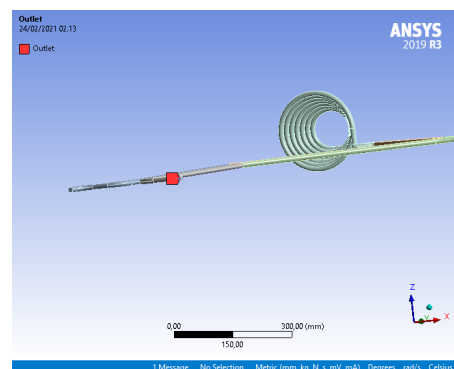 Outlet
24/02/2021 02.13
Outlet
ANSYS
2019 R3
Z
Y
X
0,00
300,00 (mm)
150,00
1 Message No Selection Metric (mm, kg, N, s, mV, mA) Degrees rad/s Celsius